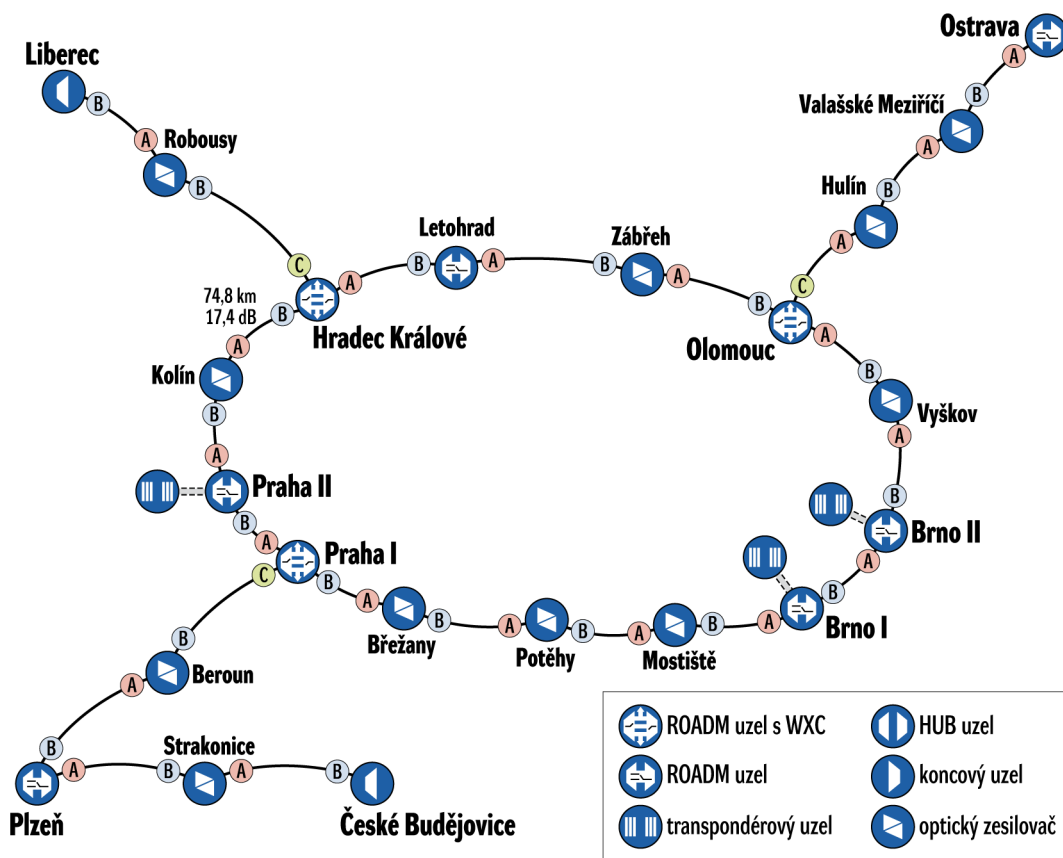 Ostrava
A
Liberec
B
B
Valašské Meziříčí
A
A
Robousy
B
Hulín
B
A
Letohrad
Zábřeh
C
B
A
B
A
A
C
74,8 km
17,4 dB
B
Hradec Králové
B
Olomouc
A
A
Kolín
B
B
Vyškov
A
A
Praha II
B
B
A
Praha I
Brno II
A
C
B
A
Břežany
B
A
Potěhy
B
A
Mostiště
B
A
Brno I
B
B
Beroun
A
B
Strakonice
A
B
A
B
Plzeň
České Budějovice
ROADM uzel s WXC
HUB uzel
ROADM uzel
koncový uzel
transpondérový uzel
optický zesilovač